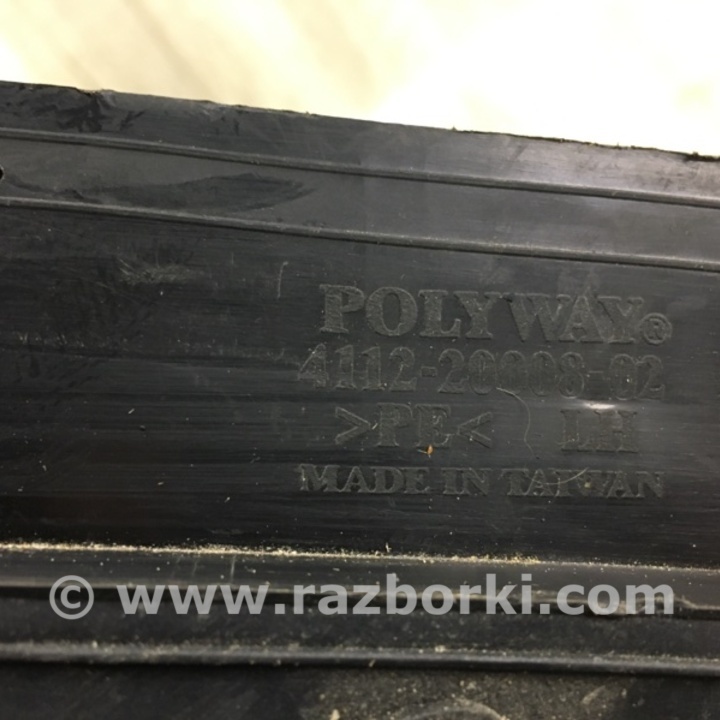 POLYWAY®
4112-20008-02
>PE< LH
MADE IN TAIWAN
© www.razborki.com